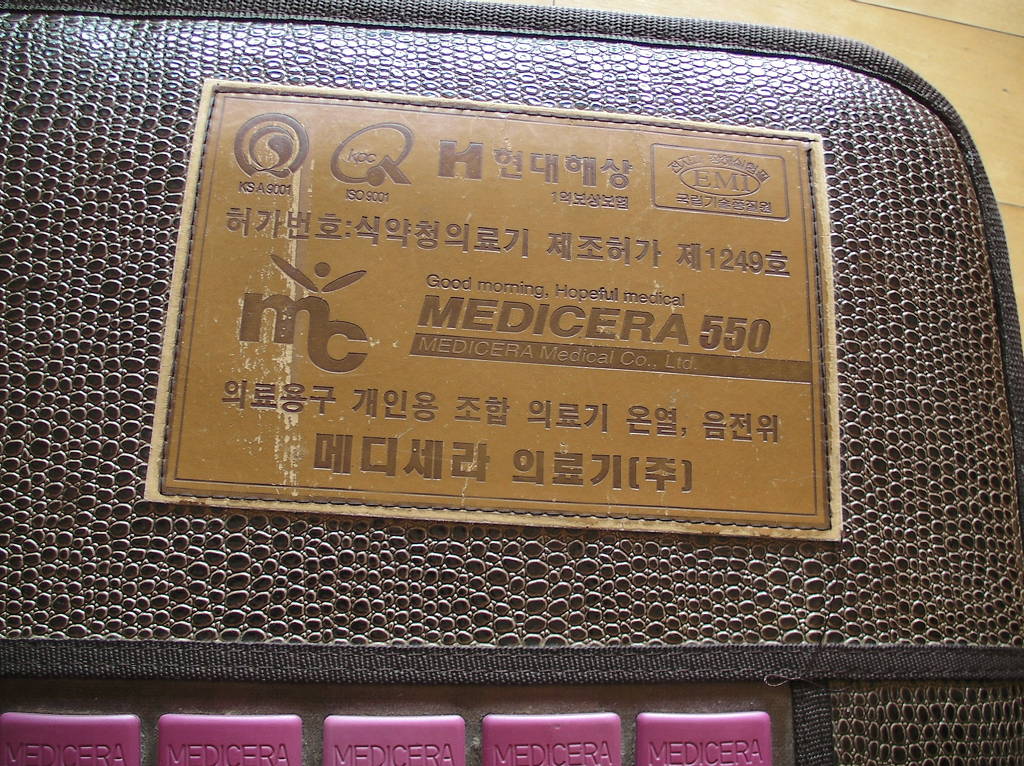 KS A 9001
kpc
ISO 9001
H 현대해상
1억보상보험
EMI
허가번호:식약청의료기 제조허가 제1249호
mc
Good morning, Hopeful medical
MEDICERA 550
MEDICERA Medical Co., Ltd.
의료용구 개인용 조합 의료기 온열, 음전위
메디세라 의료기(주)
MEDICERA MEDICERA MEDICERA MEDICERA MEDICERA